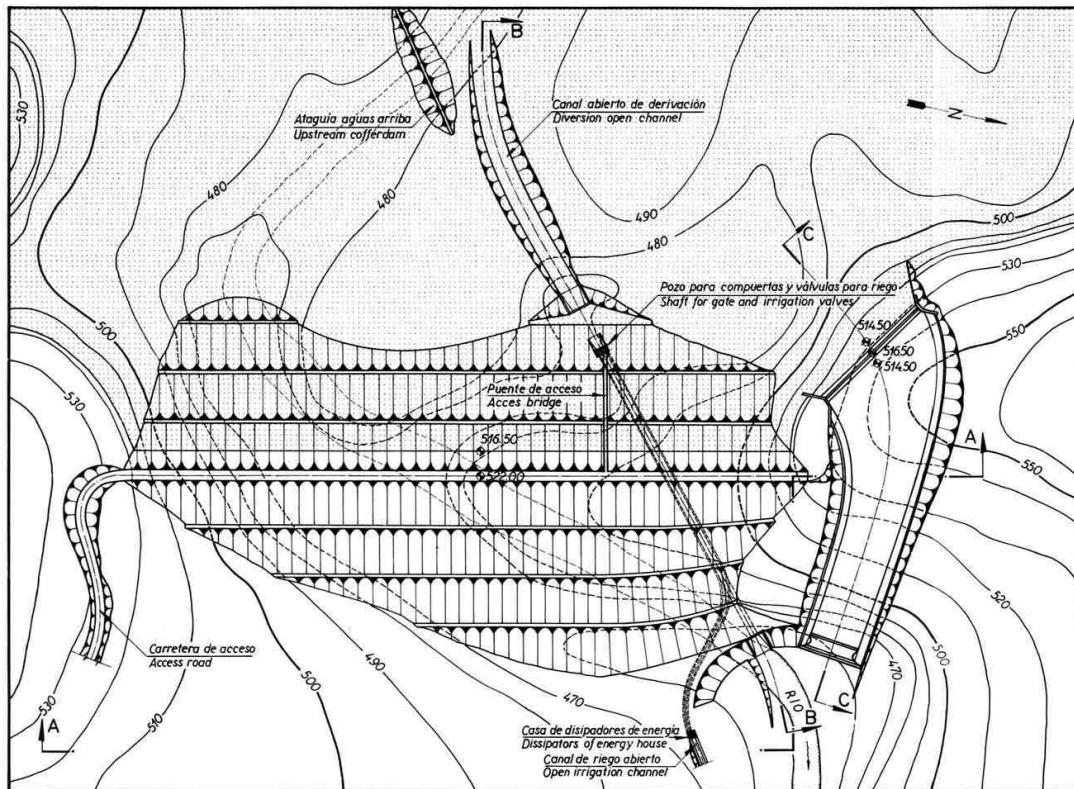 530
B
Ataguia aguas arriba
Upstream cofférdam
Canal abierto de derivación
Diversion open channel
N
480
480
490
480
500
C
530
Pozo para compuertas y válvulas para riego
Shaft for gate and irrigation valves
550
514.50
516.50
514.50
500
530
Puente de acceso
Acces bridge
516.50
522.00
A
550
520
500
470
Carretera de acceso
Access road
490
500
470
530
510
A
R10
C
B
Casa de disipadores de energía
Dissipators of energy house
Canal de riego abierto
Open irrigation channel